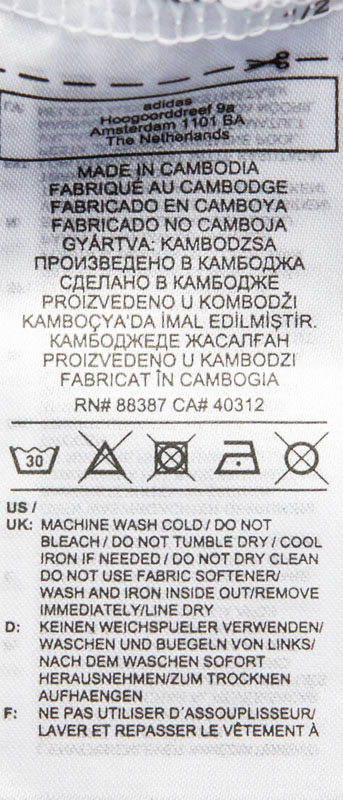 1/2
adidas
Hoogoorddreef 9a
Amsterdam 1101 BA
The Netherlands
MADE IN CAMBODIA
FABRIQUÉ AU CAMBODGE
FABRICADO EN CAMBOYA
FABRICADO NO CAMBOJA
GYÁRTVA: KAMBODZSA
ПРОИЗВЕДЕНО В КАМБОДЖА
СДЕЛАНО В КАМБОДЖЕ
PROIZVEDENO U KOMBODŽI
KAMBOÇYA'DA İMAL EDİLMİŞTİR.
КАМБОДЖЕДЕ ЖАСАЛҒАН
PROIZVEDENO U KAMBODZI
FABRICAT ÎN CAMBOGIA
RN# 88387 CA# 40312
30
US /
UK: MACHINE WASH COLD / DO NOT
BLEACH / DO NOT TUMBLE DRY / COOL
IRON IF NEEDED / DO NOT DRY CLEAN
DO NOT USE FABRIC SOFTENER/
WASH AND IRON INSIDE OUT/REMOVE
IMMEDIATELY/LINE DRY
D: KEINEN WEICHSPUELER VERWENDEN/
WASCHEN UND BUEGELN VON LINKS/
NACH DEM WASCHEN SOFORT
HERAUSNEHMEN/ZUM TROCKNEN
AUFHAENGEN
F: NE PAS UTILISER D´ASSOUPLISSEUR/
LAVER ET REPASSER LE VÊTEMENT À